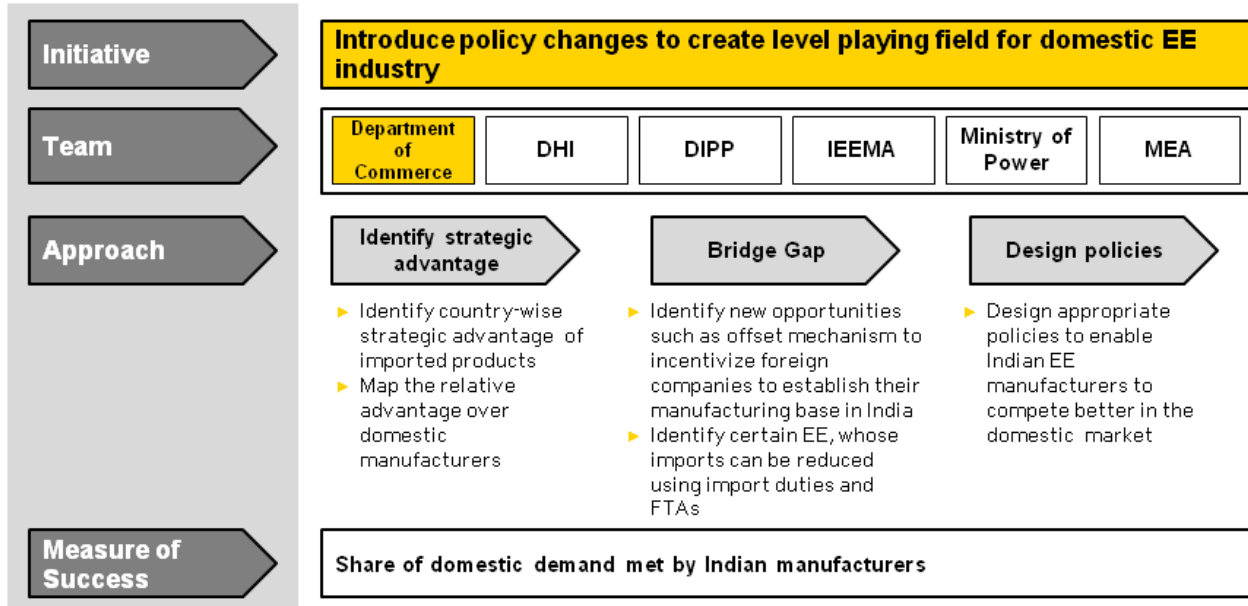 Initiative
Introduce policy changes to create level playing field for domestic EE
industry
Team
Department
of
Commerce
DHI
DIPP
IEEMA
Ministry of
Power
MEA
Approach
Identify strategic
advantage
Bridge Gap
Design policies
► Identify country-wise
strategic advantage of
imported products
► Map the relative
advantage over
domestic
manufacturers
► Identify new opportunities
such as offset mechanism to
incentivize foreign
companies to establish their
manufacturing base in India
► Identify certain EE, whose
imports can be reduced
using import duties and
FTAs
► Design appropriate
policies to enable
Indian EE
manufacturers to
compete better in the
domestic market
Measure of
Success
Share of domestic demand met by Indian manufacturers